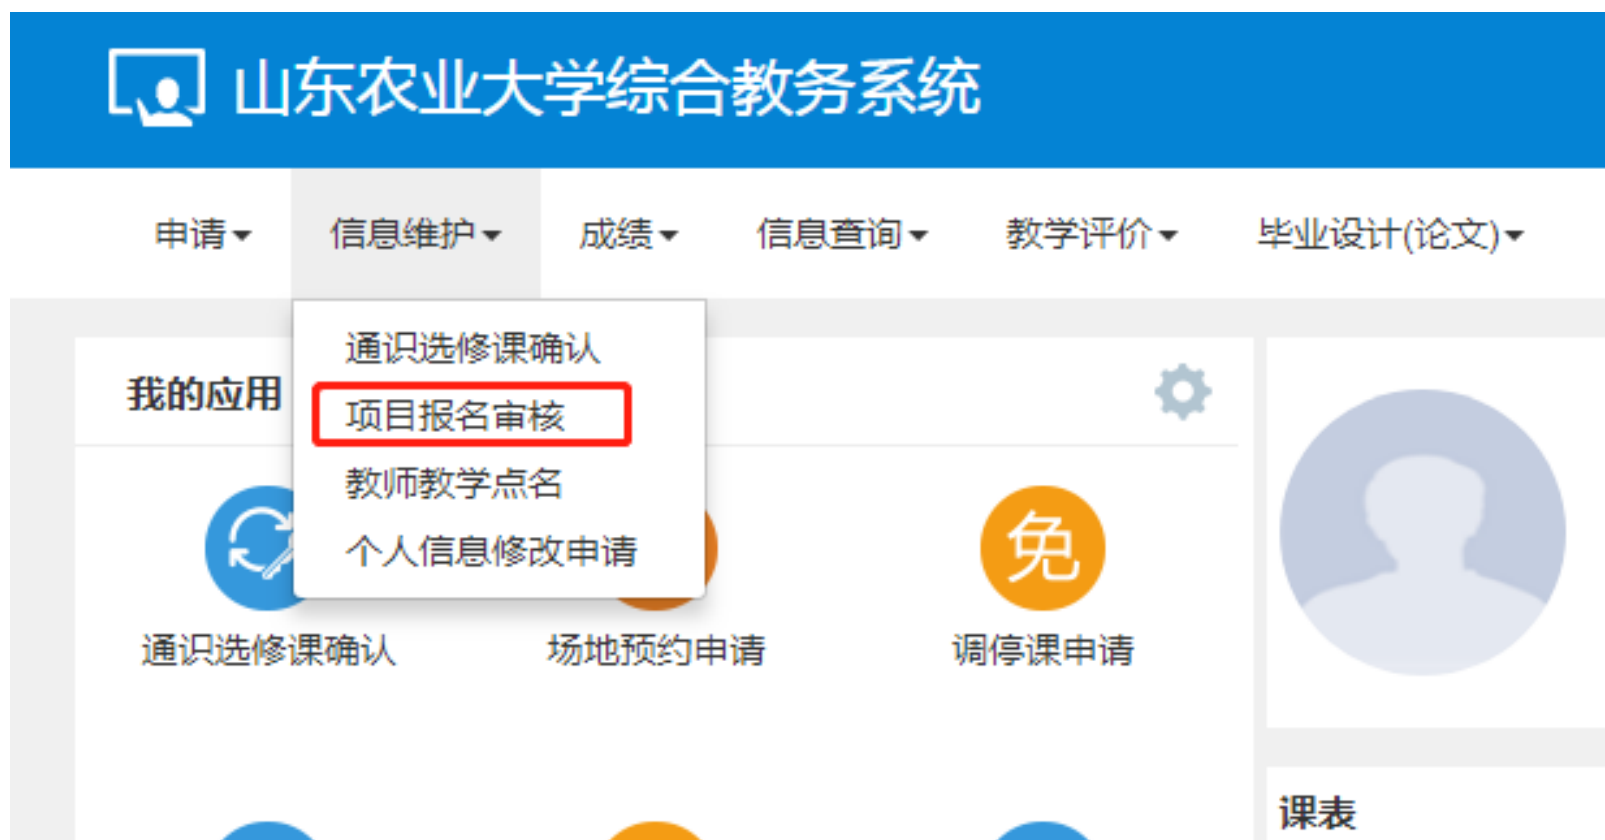 山东农业大学综合教务系统
申请 信息维护 成绩 信息查询 教学评价 毕业设计(论文)
通识选修课确认
我的应用
项目报名审核
教师教学点名
个人信息修改申请
免
通识选修课确认 场地预约申请 调停课申请
课表